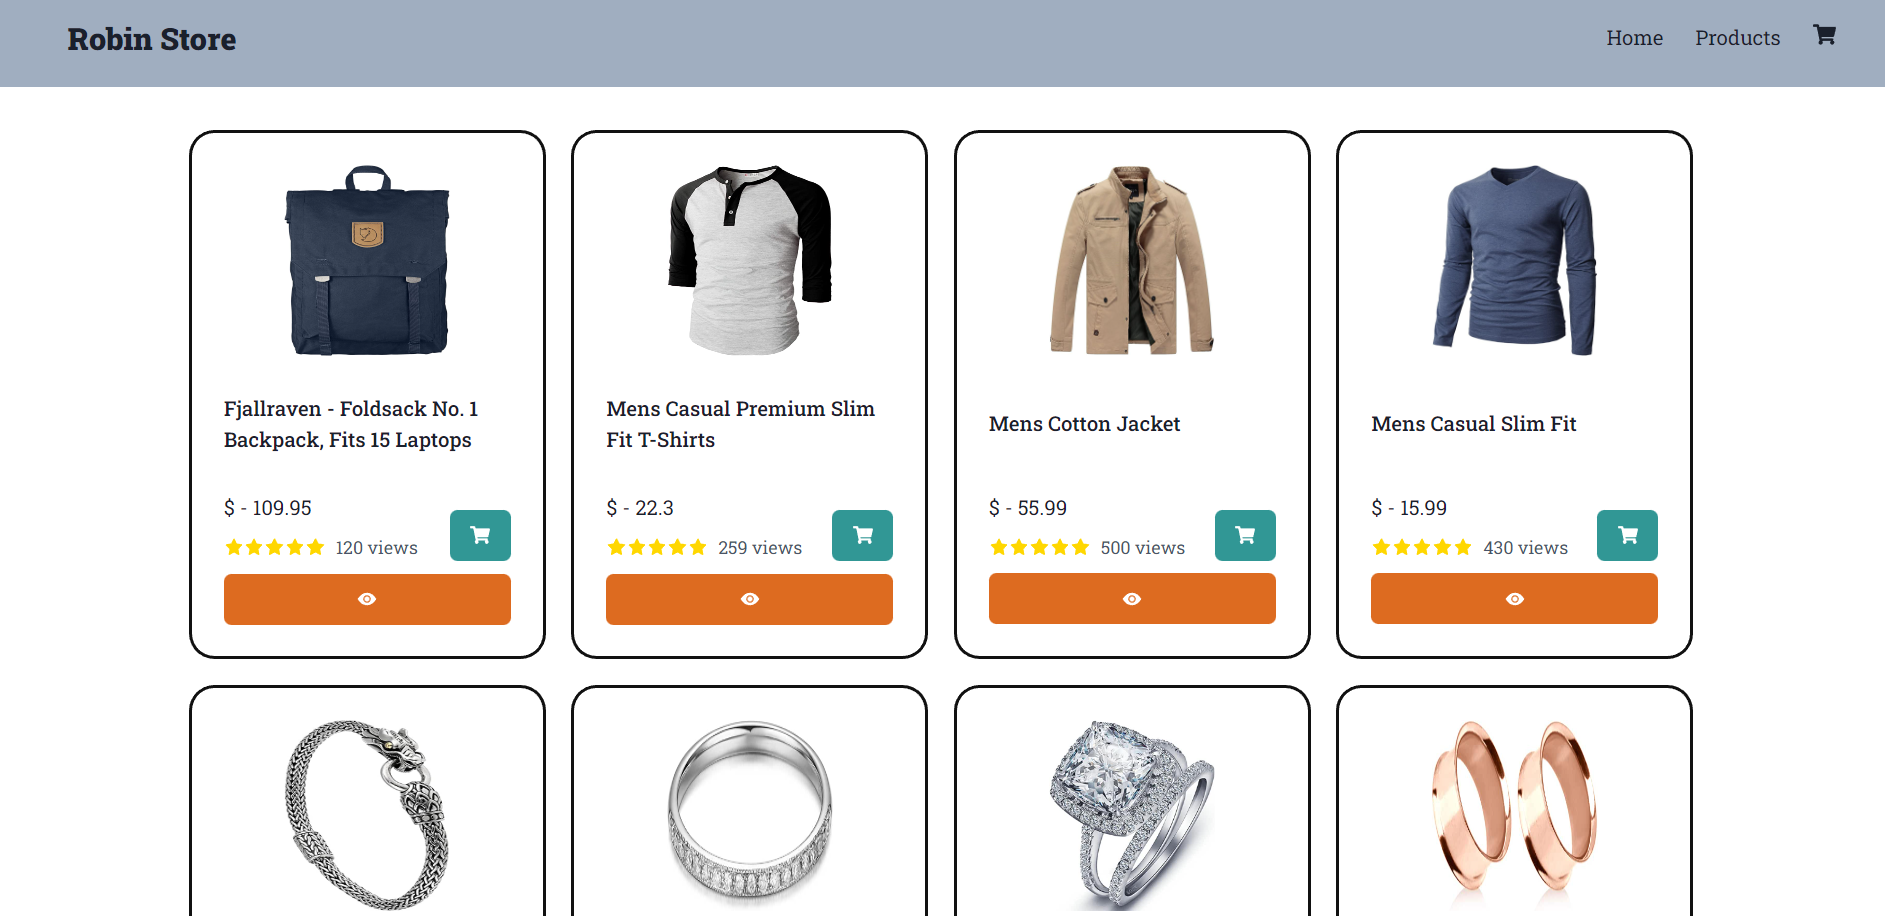 Robin Store
Home
Products
Fjallraven - Foldsack No. 1
Backpack, Fits 15 Laptops
$ - 109.95
120 views
Mens Casual Premium Slim
Fit T-Shirts
$ - 22.3
259 views
Mens Cotton Jacket
$ - 55.99
500 views
Mens Casual Slim Fit
$ - 15.99
430 views